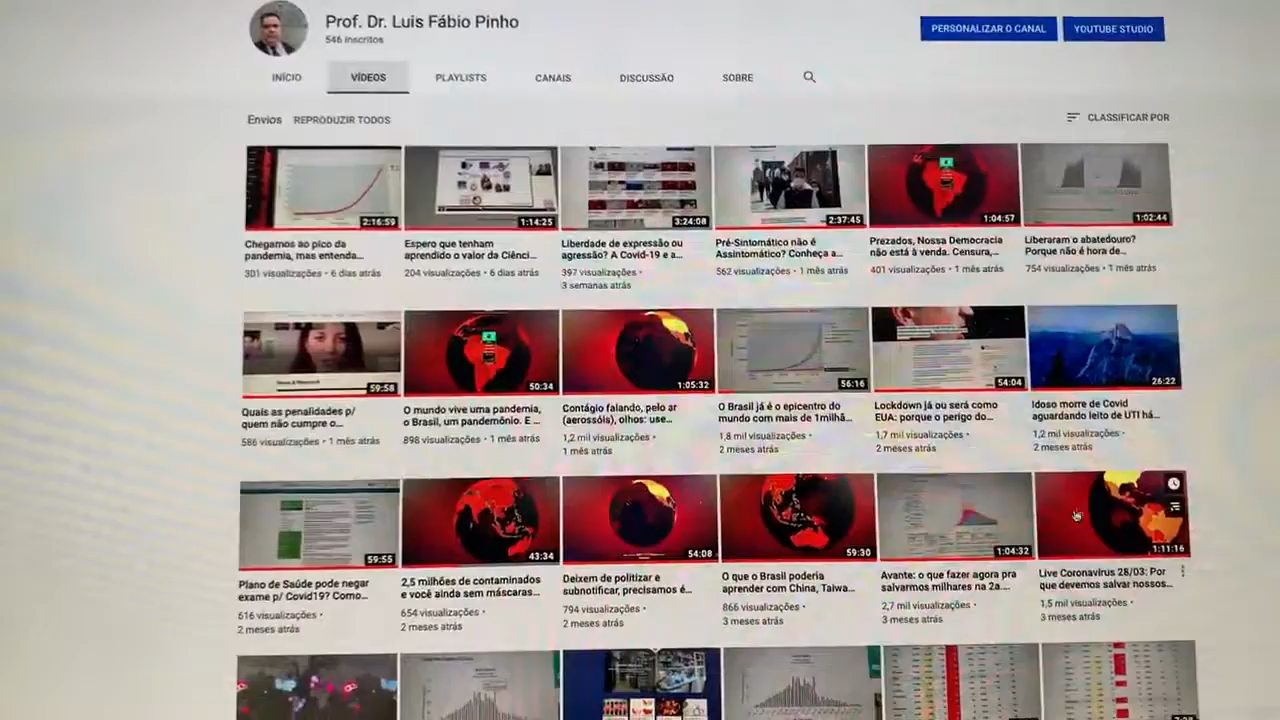 Prof. Dr. Luis Fábio Pinho
546 inscritos
PERSONALIZAR O CANAL
YOUTUBE STUDIO
INÍCIO
VÍDEOS
PLAYLISTS
CANAIS
DISCUSSÃO
SOBRE
Envios
REPRODUZIR TODOS
CLASSIFICAR POR
2:16:59
Chegamos ao pico da
pandemia, mas entenda...
301 visualizações • 6 dias atrás
1:14:25
Espero que tenham
aprendido o valor da Ciênci...
204 visualizações • 6 dias atrás
3:24:08
Liberdade de expressão ou
agressão? A Covid-19 e a...
397 visualizações •
3 semanas atrás
2:37:45
Pré-Sintomático não é
Assintomático? Conheça a...
562 visualizações • 1 mês atrás
1:04:57
Prezados, Nossa Democracia
não está à venda. Censura,...
401 visualizações • 1 mês atrás
1:02:44
Liberaram o abatedouro?
Porque não é hora de...
754 visualizações • 1 mês atrás
59:58
Quais as penalidades p/
quem não cumpre o...
586 visualizações • 1 mês atrás
50:34
O mundo vive uma pandemia,
o Brasil, um pandemônio. E ...
898 visualizações • 1 mês atrás
1:05:32
Contágio falando, pelo ar
(aerossóis), olhos: use...
1,2 mil visualizações •
1 mês atrás
56:16
O Brasil já é o epicentro do
mundo com mais de 1milhã...
1,8 mil visualizações •
2 meses atrás
54:04
Lockdown já ou será como
EUA: porque o perigo do...
1,7 mil visualizações •
2 meses atrás
26:22
Idoso morre de Covid
aguardando leito de UTI há...
1,2 mil visualizações •
2 meses atrás
59:55
Plano de Saúde pode negar
exame p/ Covid19? Como...
616 visualizações •
2 meses atrás
43:34
2,5 milhões de contaminados
e você ainda sem máscaras...
654 visualizações •
2 meses atrás
54:08
Deixem de politizar e
subnotificar, precisamos é...
794 visualizações •
2 meses atrás
59:30
O que o Brasil poderia
aprender com China, Taiwa...
866 visualizações •
3 meses atrás
1:04:32
Avante: o que fazer agora pra
salvarmos milhares na 2a....
2,7 mil visualizações •
3 meses atrás
1:11:16
Live Coronavirus 28/03: Por
que devemos salvar nossos...
1,5 mil visualizações •
3 meses atrás